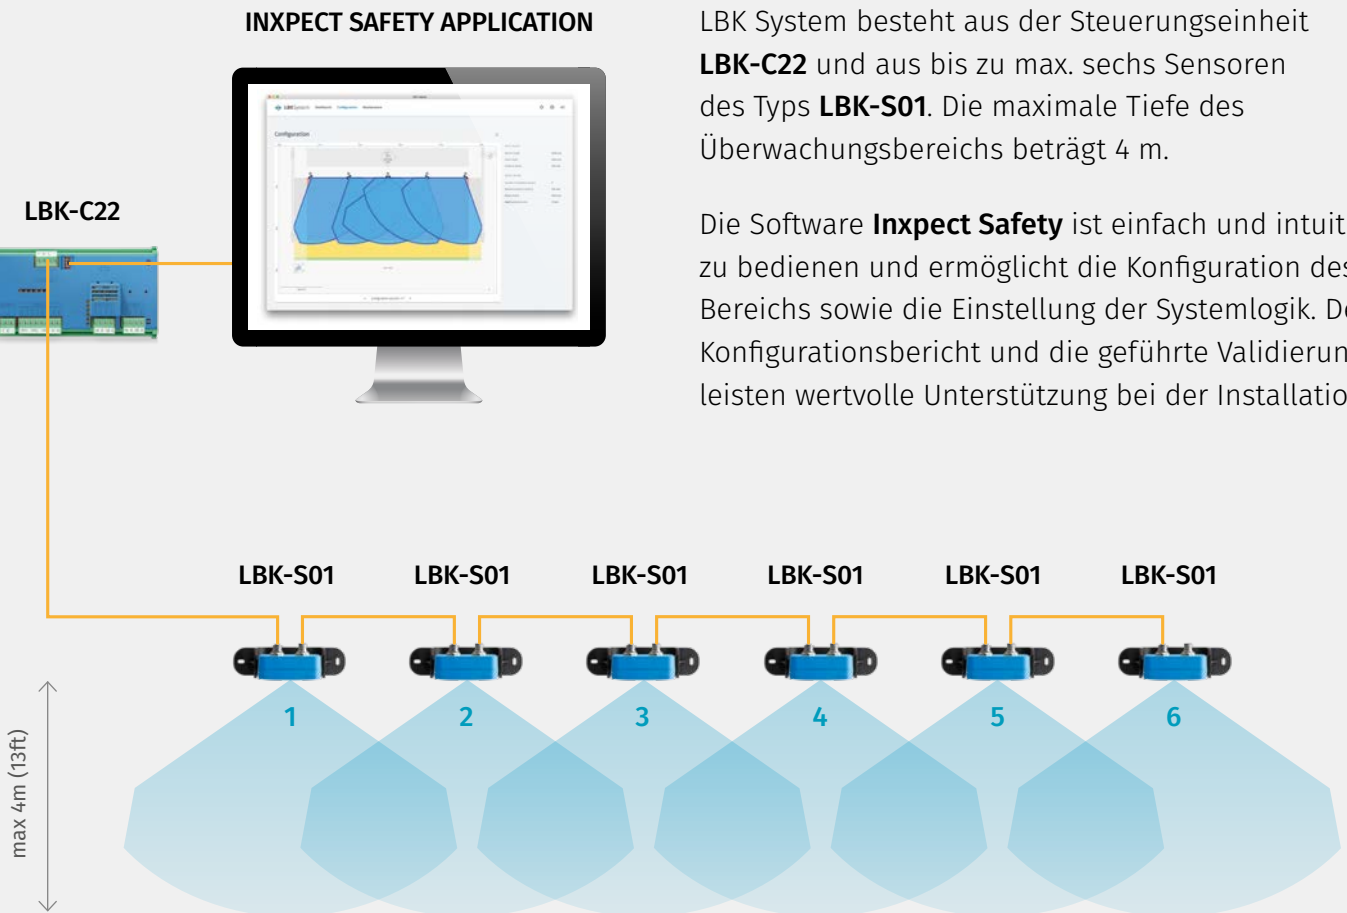 INXPECT SAFETY APPLICATION
LBK System besteht aus der Steuerungseinheit
LBK-C22 und aus bis zu max. sechs Sensoren
des Typs LBK-S01. Die maximale Tiefe des
Überwachungsbereichs beträgt 4 m.
LBK-C22
Die Software Inxpect Safety ist einfach und intuit
zu bedienen und ermöglicht die Konfiguration des
Bereichs sowie die Einstellung der Systemlogik. De
Konfigurationsbericht und die geführte Validierun
leisten wertvolle Unterstützung bei der Installatio
Configuration
LBK-S01 LBK-S01 LBK-S01 LBK-S01 LBK-S01 LBK-S01
1 2 3 4 5 6
max 4m (13ft)